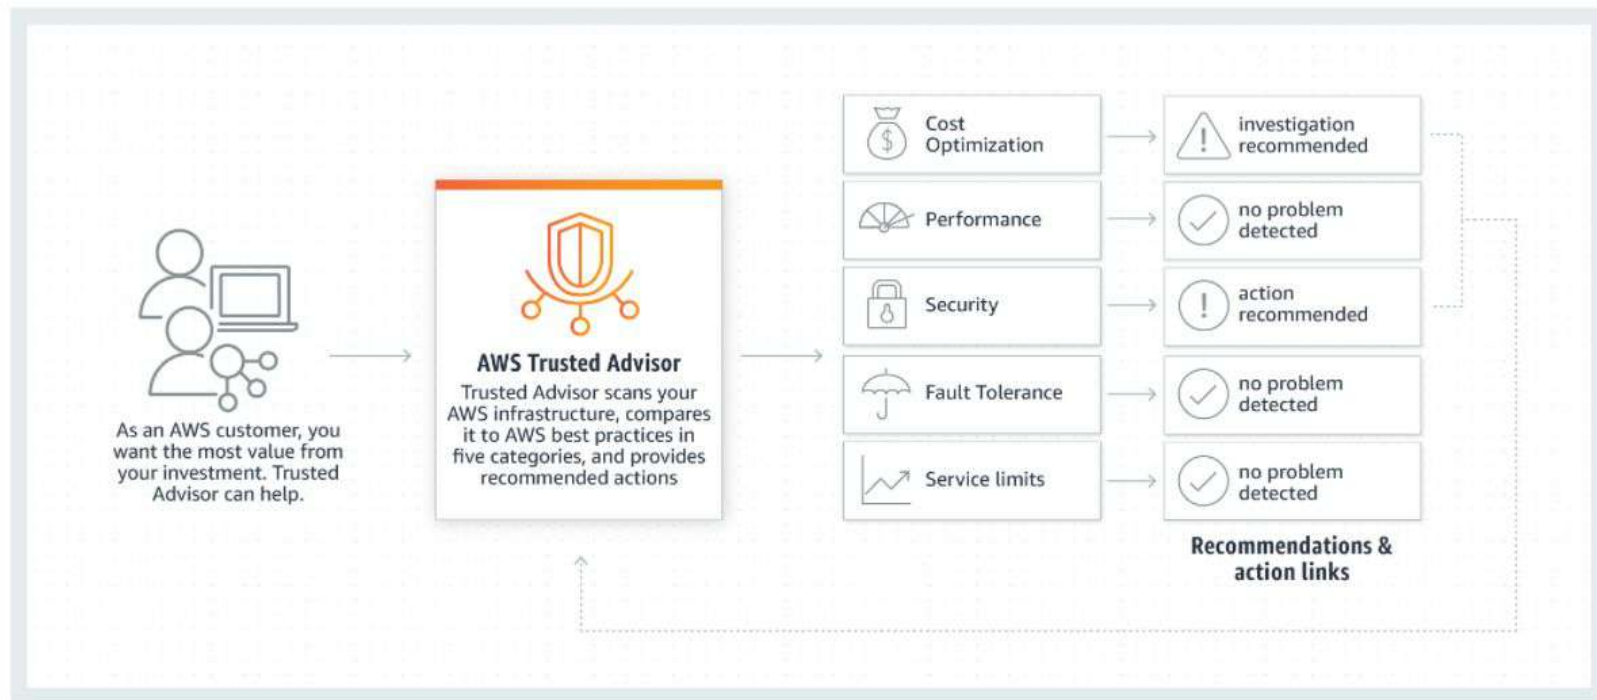 As an AWS customer, you
want the most value from
your investment. Trusted
Advisor can help.
AWS Trusted Advisor
Trusted Advisor scans your
AWS infrastructure, compares
it to AWS best practices in
five categories, and provides
recommended actions
Cost
Optimization
investigation
recommended
Performance
no problem
detected
Security
action
recommended
Fault Tolerance
no problem
detected
Service limits
no problem
detected
Recommendations &
action links